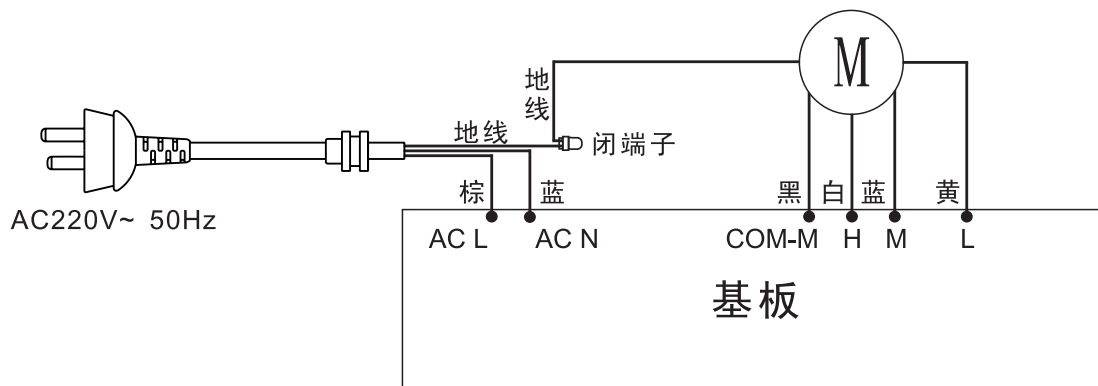 M
地线
地线
闭端子
棕 蓝 黑 白 蓝 黄
AC220V~ 50Hz
AC L AC N COM-M H M L
基板